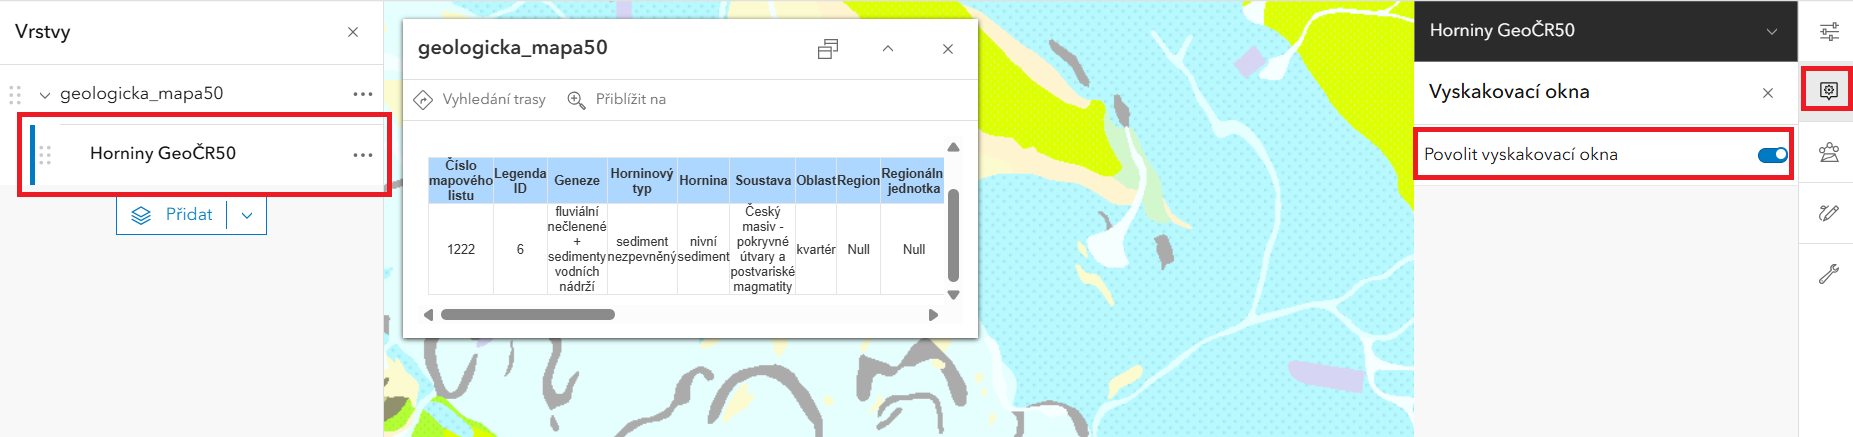 Vrstvy
geologicka_mapa50
Horniny GeoČR50
Přidat
geologicka_mapa50
Vyhledání trasy
Přiblížit na
Číslo mapového listu
Legenda ID
Geneze
Horninový typ
Hornina
Soustava
Oblast
Region
Regionáln jednotka
1222
6
fluviální nečlenené + sedimenty vodních nádrží
sediment nezpevněný
nivní sediment
Český masiv - pokryvné útvary a postvariské magmatity
kvartér
Null
Null
Horniny GeoČR50
Vyskakovací okna
Povolit vyskakovací okna